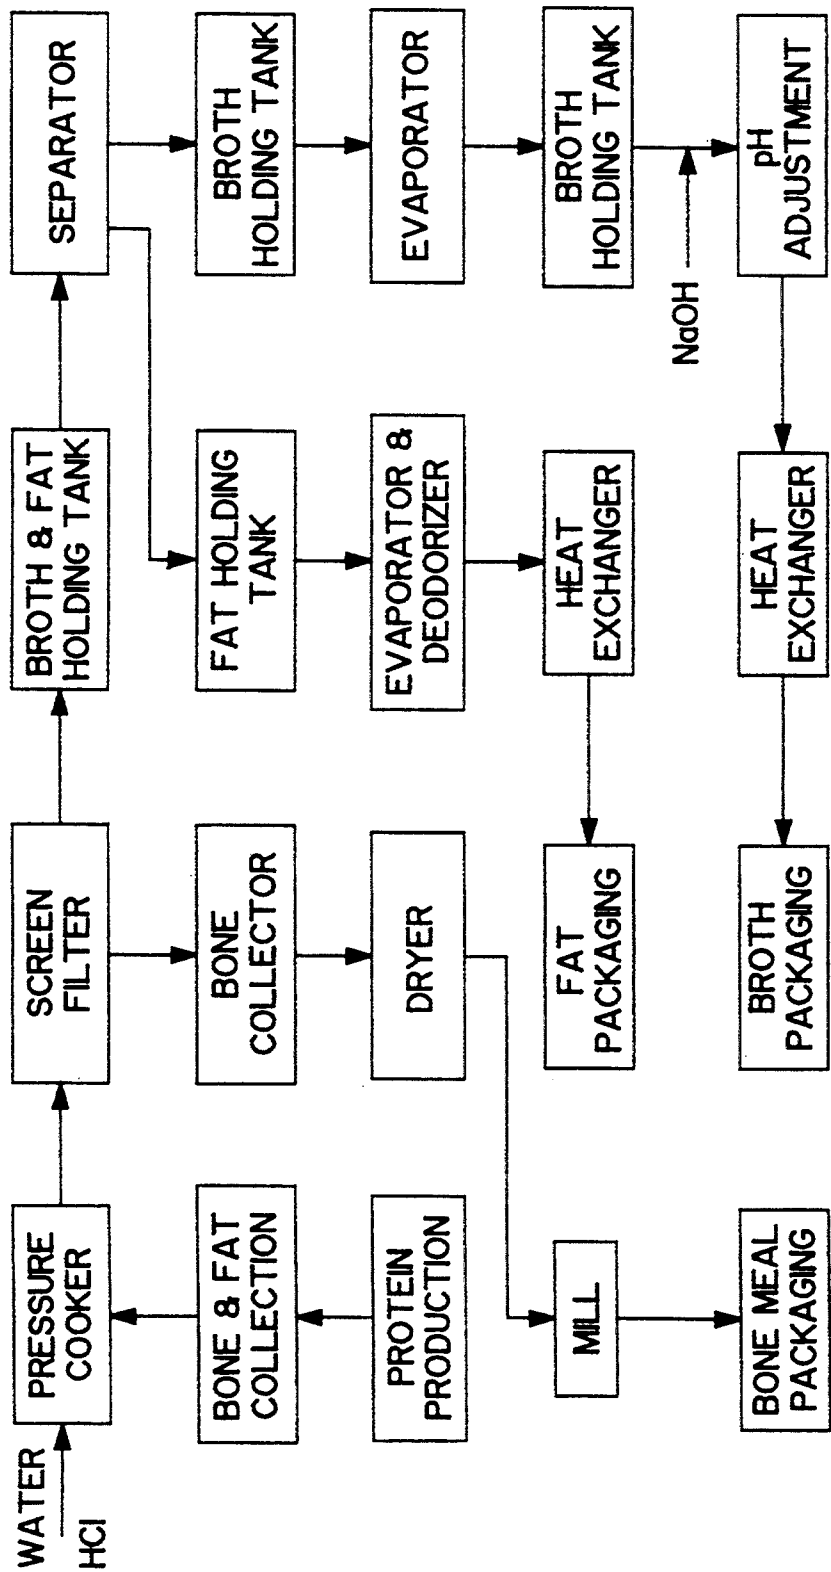 WATER
HCl
PRESSURE
COOKER
SCREEN
FILTER
BROTH & FAT
HOLDING TANK
SEPARATOR
BONE & FAT
COLLECTION
BONE
COLLECTOR
FAT HOLDING
TANK
BROTH
HOLDING TANK
PROTEIN
PRODUCTION
DRYER
EVAPORATOR &
DEODORIZER
EVAPORATOR
MILL
FAT
PACKAGING
HEAT
EXCHANGER
BROTH
HOLDING TANK
NaOH
BONE MEAL
PACKAGING
BROTH
PACKAGING
HEAT
EXCHANGER
pH
ADJUSTMENT